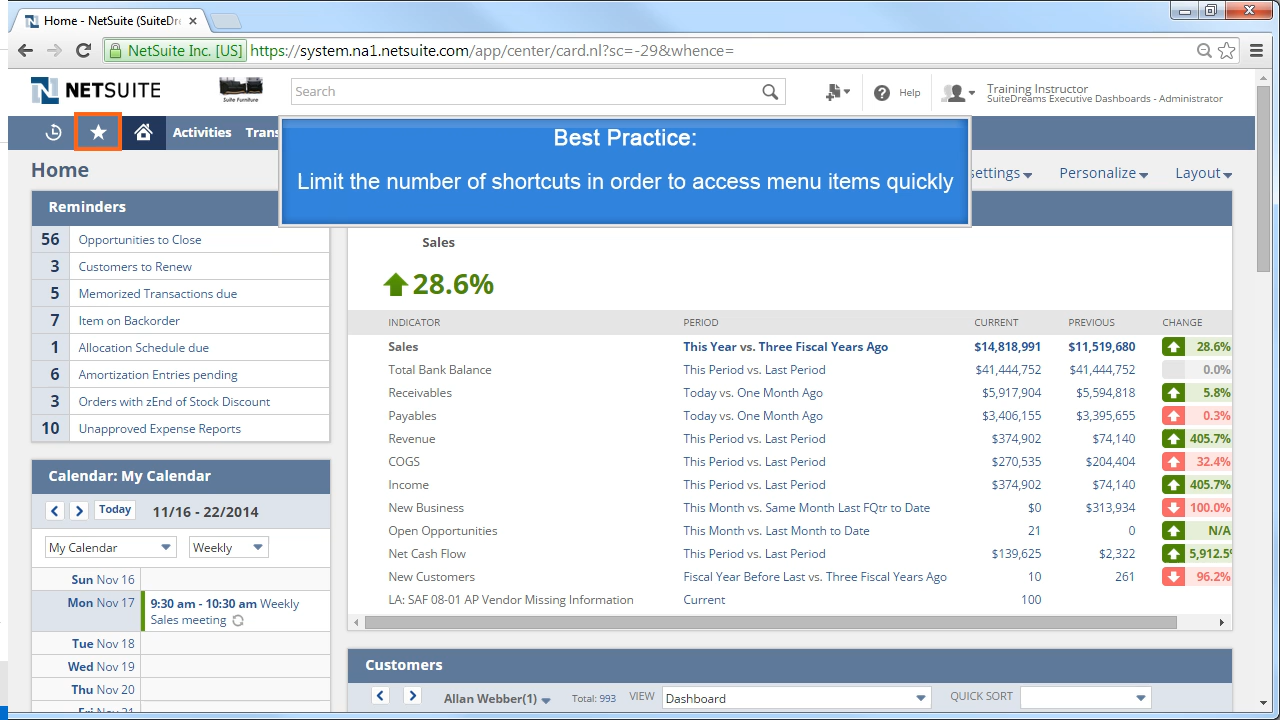 Home - NetSuite (SuiteDre
NetSuite Inc. [US] https://system.na1.netsuite.com/app/center/card.nl?sc=-29&whence=
NETSUITE
Suite Furniture
Search
Help
Training Instructor
SuiteDreams Executive Dashboards - Administrator
Activities
Trans
Best Practice:
Limit the number of shortcuts in order to access menu items quickly
Home
settings
Personalize
Layout
Reminders
56 Opportunities to Close
3 Customers to Renew
5 Memorized Transactions due
7 Item on Backorder
1 Allocation Schedule due
6 Amortization Entries pending
3 Orders with zEnd of Stock Discount
10 Unapproved Expense Reports
Calendar: My Calendar
Today 11/16 - 22/2014
My Calendar Weekly
Sun Nov 16
Mon Nov 17 9:30 am - 10:30 am Weekly
Sales meeting
Tue Nov 18
Wed Nov 19
Thu Nov 20
Fri Nov 21
Sales
28.6%
INDICATOR PERIOD CURRENT PREVIOUS CHANGE
Sales This Year vs. Three Fiscal Years Ago $14,818,991 $11,519,680 28.6%
Total Bank Balance This Period vs. Last Period $41,444,752 $41,444,752 0.0%
Receivables Today vs. One Month Ago $5,917,904 $5,594,818 5.8%
Payables Today vs. One Month Ago $3,406,155 $3,395,655 0.3%
Revenue This Period vs. Last Period $374,902 $74,140 405.7%
COGS This Period vs. Last Period $270,535 $204,404 32.4%
Income This Period vs. Last Period $374,902 $74,140 405.7%
New Business This Month vs. Same Month Last FQtr to Date $0 $313,934 100.0%
Open Opportunities This Month vs. Last Month to Date 21 0 N/A
Net Cash Flow This Period vs. Last Period $139,625 $2,322 5,912.5%
New Customers Fiscal Year Before Last vs. Three Fiscal Years Ago 10 261 96.2%
LA: SAF 08-01 AP Vendor Missing Information Current 100
Customers
Allan Webber(1) Total: 993 VIEW Dashboard QUICK SORT